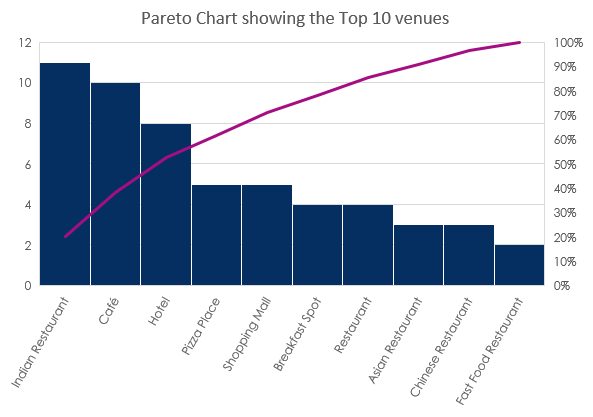 Pareto Chart showing the Top 10 venues
12
10
8
6
4
2
0
100%
90%
80%
70%
60%
50%
40%
30%
20%
10%
0%
Indian Restaurant
Café
Hotel
Pizza Place
Shopping Mall
Breakfast Spot
Restaurant
Asian Restaurant
Chinese Restaurant
Fast Food Restaurant